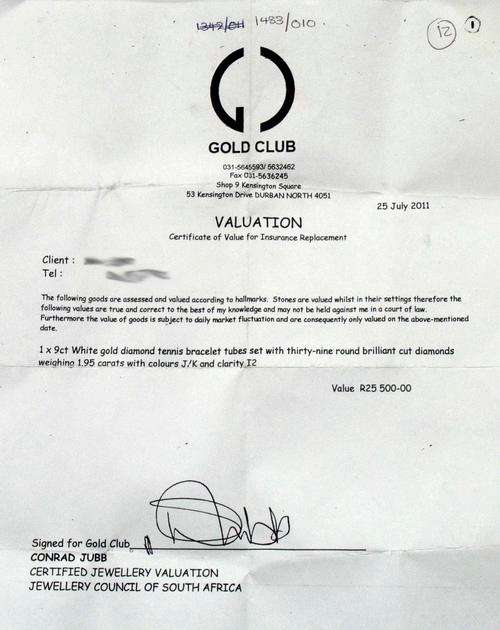 1342/OH 1483/010.
12 1
GOLD CLUB
031-5645593/ 5632462
Fax 031-5636245
Shop 9 Kensington Square
53 Kensington Drive DURBAN NORTH 4051
25 July 2011
VALUATION
Certificate of Value for Insurance Replacement
Client :
Tel :
The following goods are assessed and valued according to hallmarks. Stones are valued whilst in their settings therefore the
following values are true and correct to the best of my knowledge and may not be held against me in a court of law.
Furthermore the value of goods is subject to daily market fluctuation and are consequently only valued on the above-mentioned
date.
1 x 9ct White gold diamond tennis bracelet tubes set with thirty-nine round brilliant cut diamonds
weighing 1.95 carats with colours J/K and clarity I2
Value R25 500-00
Signed for Gold Club
CONRAD JUBB
CERTIFIED JEWELLERY VALUATION
JEWELLERY COUNCIL OF SOUTH AFRICA